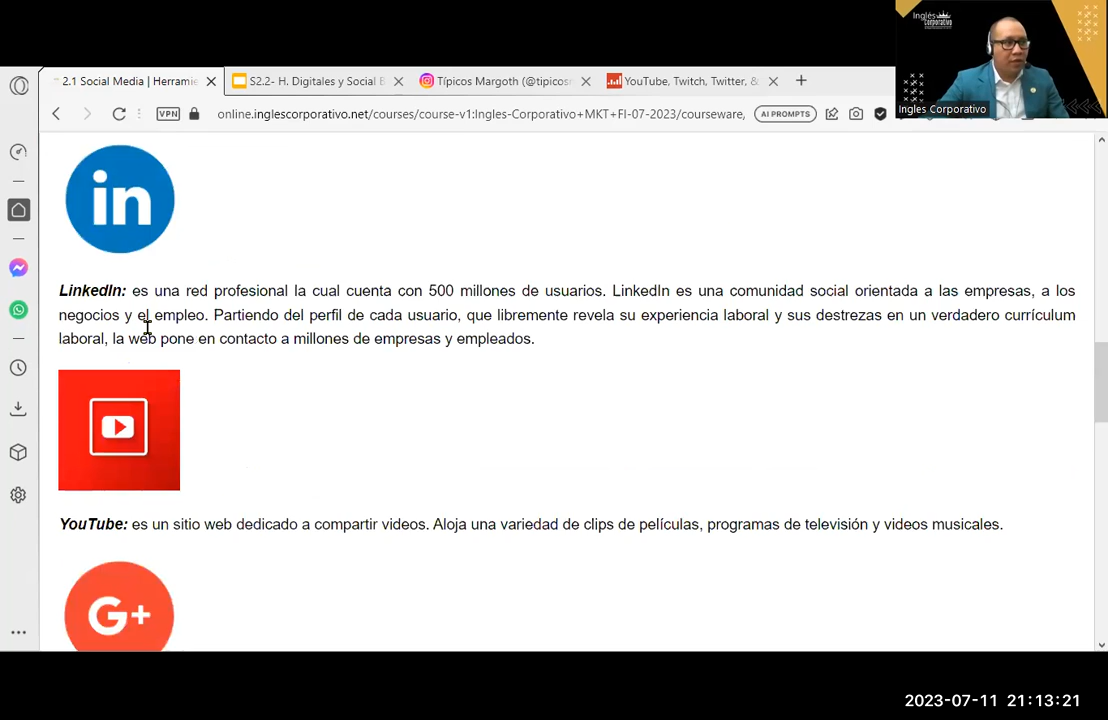 Inglés
corporativo
Ingles Corporativo
2.1 Social Media | Herramie
S2.2- H. Digitales y Social B
Típicos Margoth (@tipicosm
YouTube, Twitch, Twitter, &
VPN
online.inglescorporativo.net/courses/course-v1:Ingles-Corporativo+MKT+FI-07-2023/courseware,
AI PROMPTS
in
LinkedIn: es una red profesional la cual cuenta con 500 millones de usuarios. LinkedIn es una comunidad social orientada a las empresas, a los
negocios y el empleo. Partiendo del perfil de cada usuario, que libremente revela su experiencia laboral y sus destrezas en un verdadero currículum
laboral, la web pone en contacto a millones de empresas y empleados.
YouTube: es un sitio web dedicado a compartir videos. Aloja una variedad de clips de películas, programas de televisión y videos musicales.
G+
2023-07-11 21:13:21